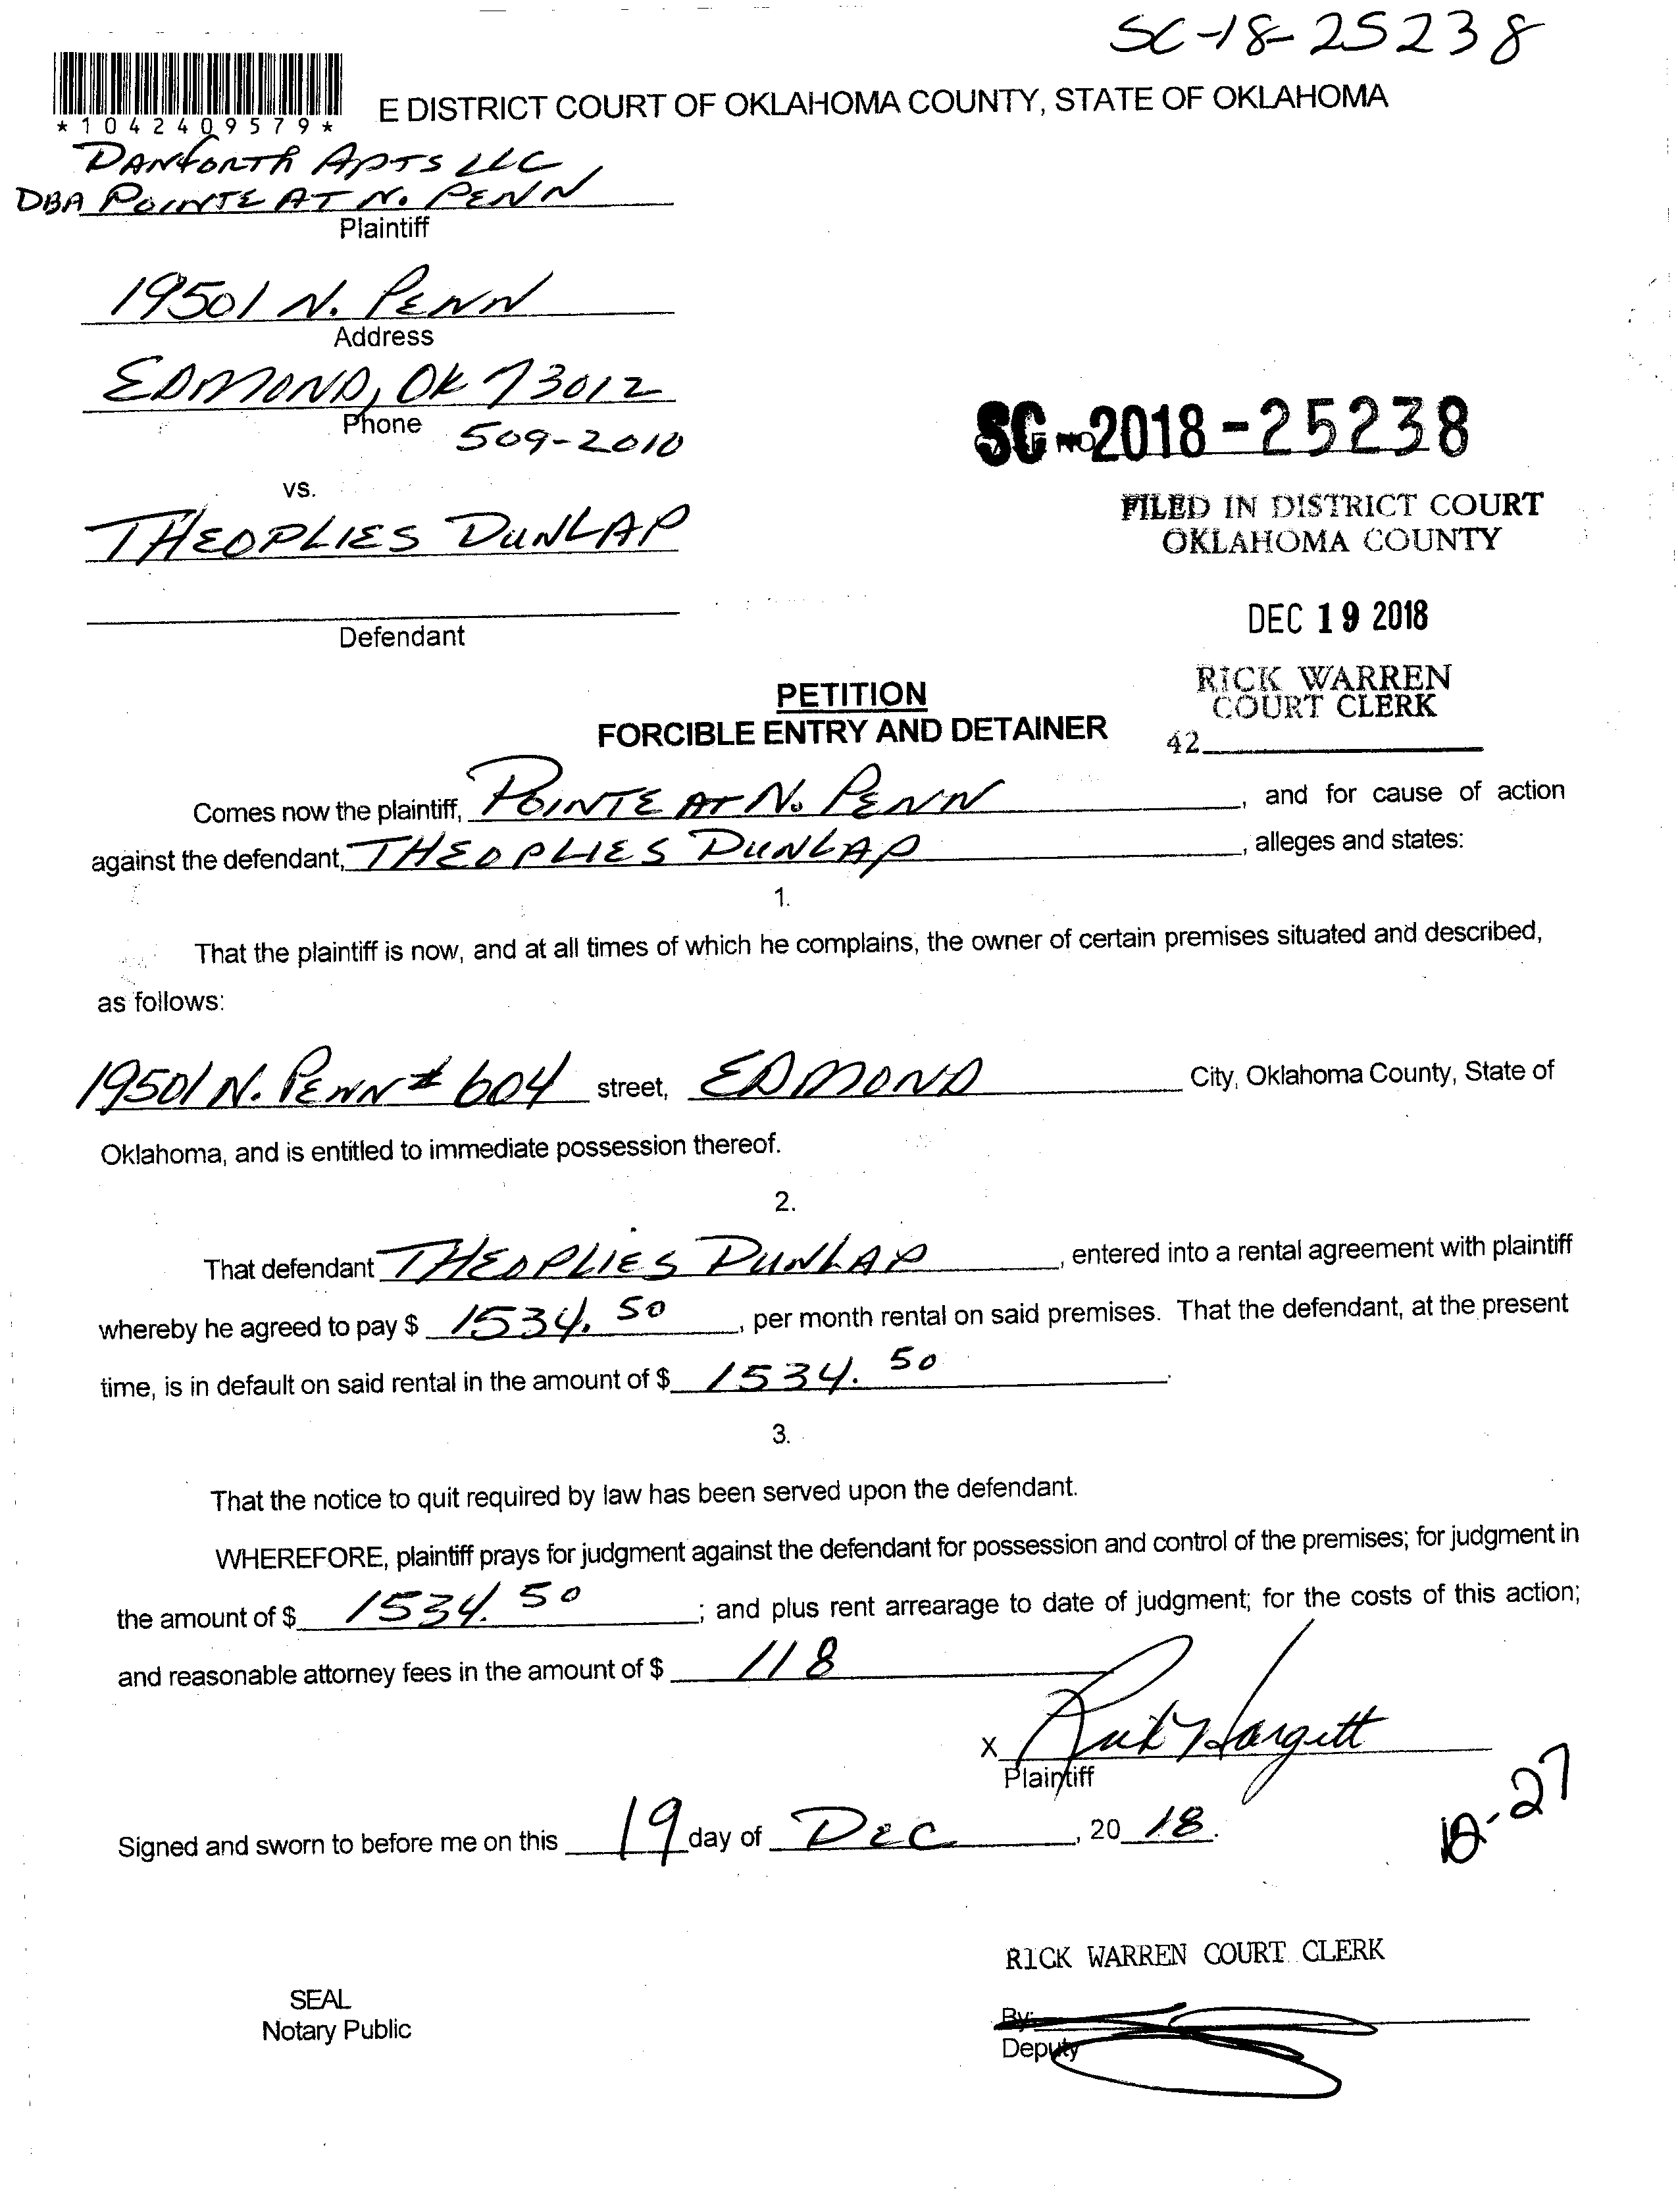 SC-18-25238
*1042409579*
E DISTRICT COURT OF OKLAHOMA COUNTY, STATE OF OKLAHOMA
DANFORTH APTS LLC
DBA POINTE AT N. PENN
Plaintiff
19501 N. PENN
Address
EDMOND, OK 73012
Phone 509-2010
SC NO 2018-25238
vs.
THEOPLIES DUNLAP
FILED IN DISTRICT COURT
OKLAHOMA COUNTY
DEC 19 2018
Defendant
RICK WARREN
COURT CLERK
42
PETITION
FORCIBLE ENTRY AND DETAINER
Comes now the plaintiff, POINTE AT N. PENN, and for cause of action
against the defendant, THEOPLIES DUNLAP, alleges and states:
1.
That the plaintiff is now, and at all times of which he complains, the owner of certain premises situated and described,
as follows:
19501 N. PENN # 604 street, EDMOND City, Oklahoma County, State of
Oklahoma, and is entitled to immediate possession thereof.
2.
That defendant THEOPLIES DUNLAP, entered into a rental agreement with plaintiff
whereby he agreed to pay $ 1534.50, per month rental on said premises. That the defendant, at the present
time, is in default on said rental in the amount of $ 1534.50.
3.
That the notice to quit required by law has been served upon the defendant.
WHEREFORE, plaintiff prays for judgment against the defendant for possession and control of the premises; for judgment in
the amount of $ 1534.50; and plus rent arrearage to date of judgment; for the costs of this action;
and reasonable attorney fees in the amount of $ 118
x Rick Hargett
Plaintiff
12-27
Signed and sworn to before me on this 19 day of DEC, 20 18.
RICK WARREN COURT CLERK
SEAL
Notary Public
By:
Deputy